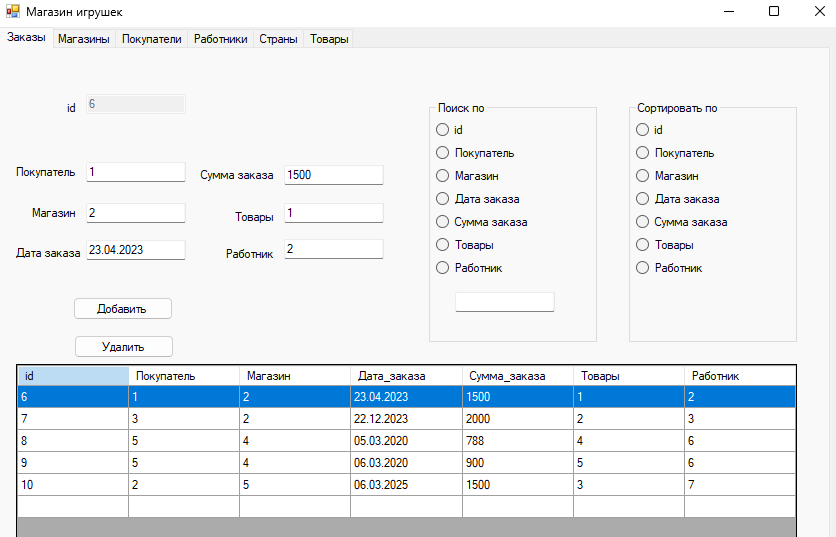 Магазин игрушек
Заказы Магазины Покупатели Работники Страны Товары
id 6
Покупатель 1 Сумма заказа 1500
Магазин 2 Товары 1
Дата заказа 23.04.2023 Работник 2
Добавить
Удалить
Поиск по
id
Покупатель
Магазин
Дата заказа
Сумма заказа
Товары
Работник
Сортировать по
id
Покупатель
Магазин
Дата заказа
Сумма заказа
Товары
Работник
id Покупатель Магазин Дата_заказа Сумма_заказа Товары Работник
6 1 2 23.04.2023 1500 1 2
7 3 2 22.12.2023 2000 2 3
8 5 4 05.03.2020 788 4 6
9 5 4 06.03.2020 900 5 6
10 2 5 06.03.2025 1500 3 7